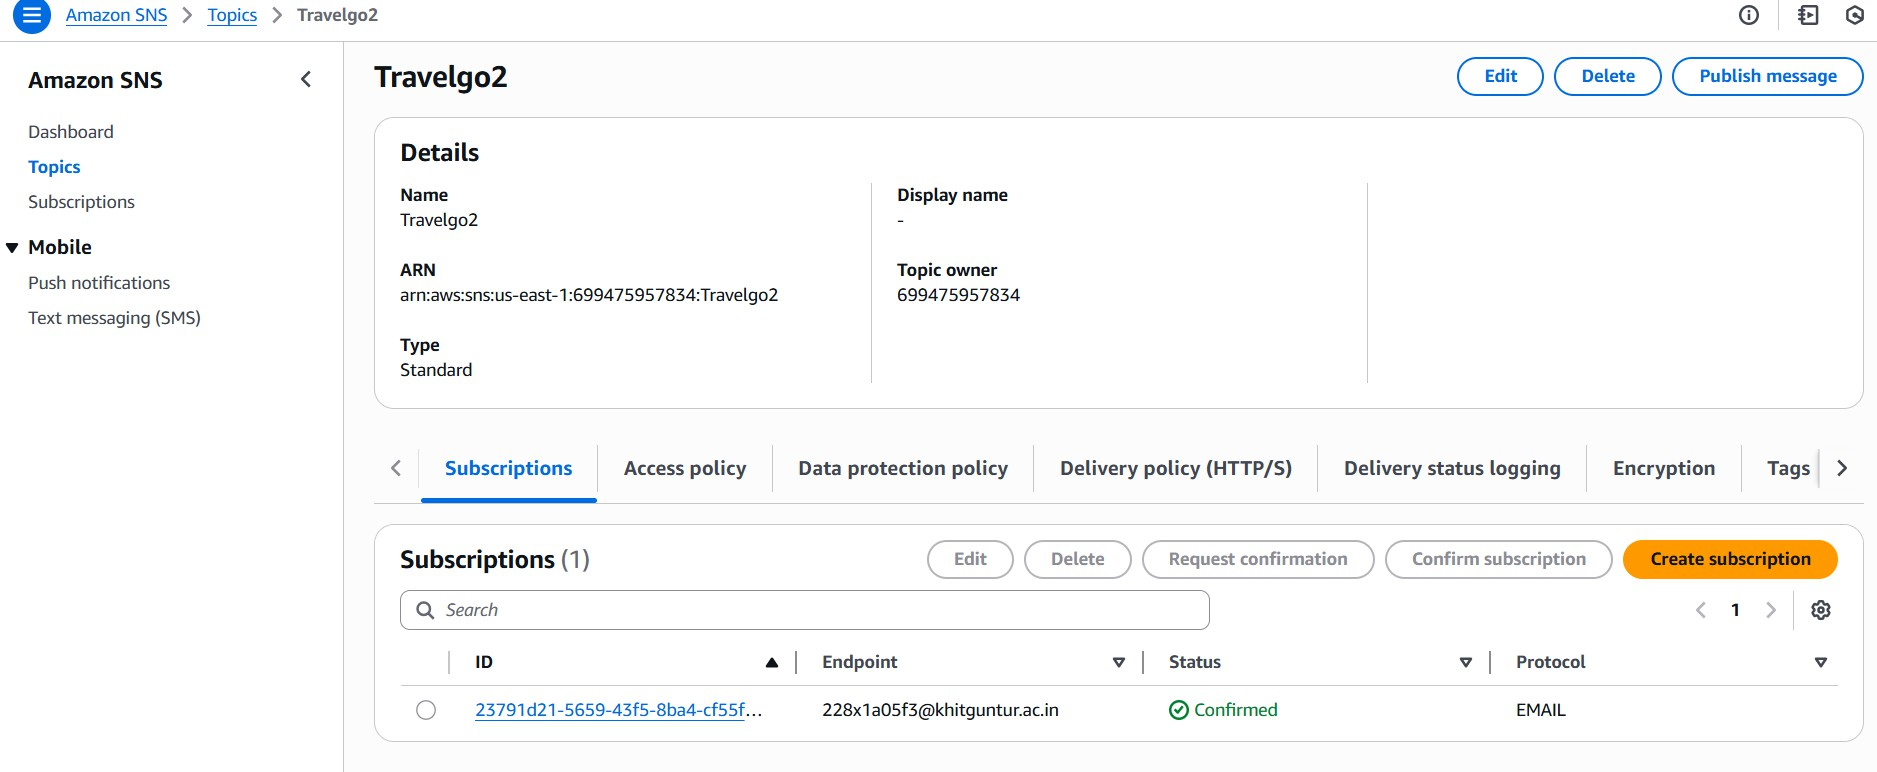 Amazon SNS > Topics > Travelgo2
Amazon SNS
Dashboard
Topics
Subscriptions
Mobile
Push notifications
Text messaging (SMS)
Travelgo2
Edit
Delete
Publish message
Details
Name
Travelgo2
ARN
arn:aws:sns:us-east-1:699475957834:Travelgo2
Type
Standard
Display name
-
Topic owner
699475957834
Subscriptions
Access policy
Data protection policy
Delivery policy (HTTP/S)
Delivery status logging
Encryption
Tags
Subscriptions (1)
Edit
Delete
Request confirmation
Confirm subscription
Create subscription
Search
1
ID Endpoint Status Protocol
23791d21-5659-43f5-8ba4-cf55f... 228x1a05f3@khitguntur.ac.in Confirmed EMAIL